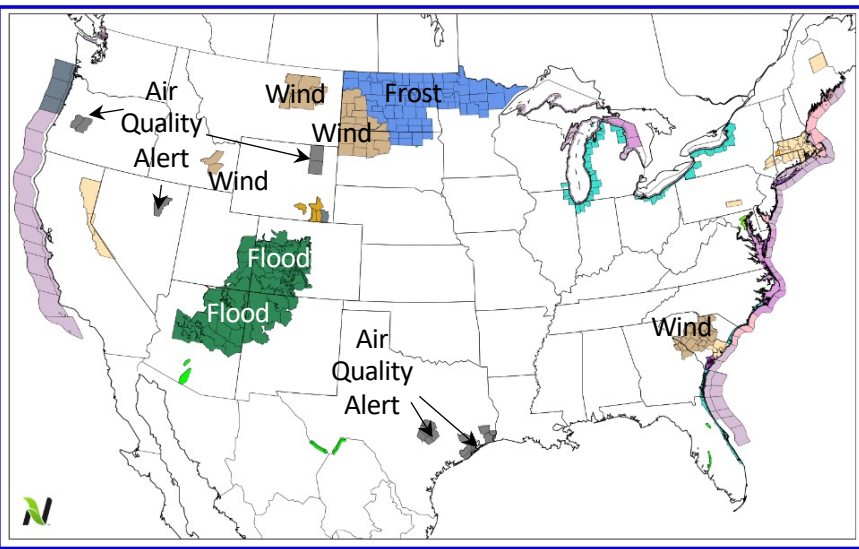 Air
Quality
Alert
Wind
Frost
Wind
Wind
Flood
Flood
Air
Quality
Alert
Wind